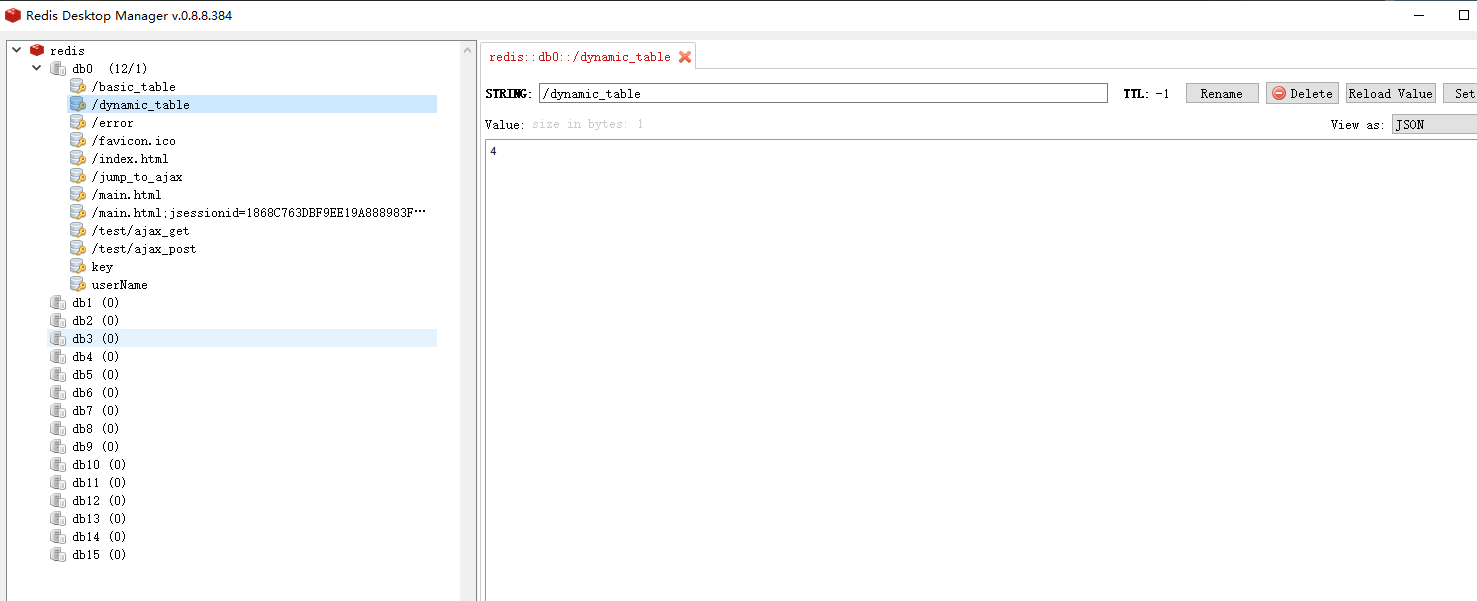 Redis Desktop Manager v.0.8.8.384
redis
db0 (12/1)
/basic_table
/dynamic_table
/error
/favicon.ico
/index.html
/jump_to_ajax
/main.html
/main.html;jsessionid=1868C763DBF9EE19A888983F…
/test/ajax_get
/test/ajax_post
key
userName
db1 (0)
db2 (0)
db3 (0)
db4 (0)
db5 (0)
db6 (0)
db7 (0)
db8 (0)
db9 (0)
db10 (0)
db11 (0)
db12 (0)
db13 (0)
db14 (0)
db15 (0)
redis::db0::/dynamic_table
STRING: /dynamic_table TTL: -1 Rename Delete Reload Value Set
Value: size in bytes: 1 View as: JSON
4